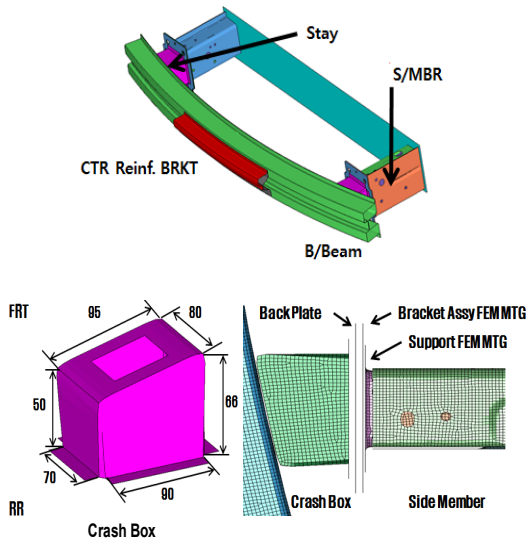 Stay
S/MBR
CTR Reinf. BRKT
B/Beam
FRT
95
80
50
66
70
90
RR
Crash Box
Back Plate
Bracket Assy FEM MTG
Support FEM MTG
Crash Box
Side Member